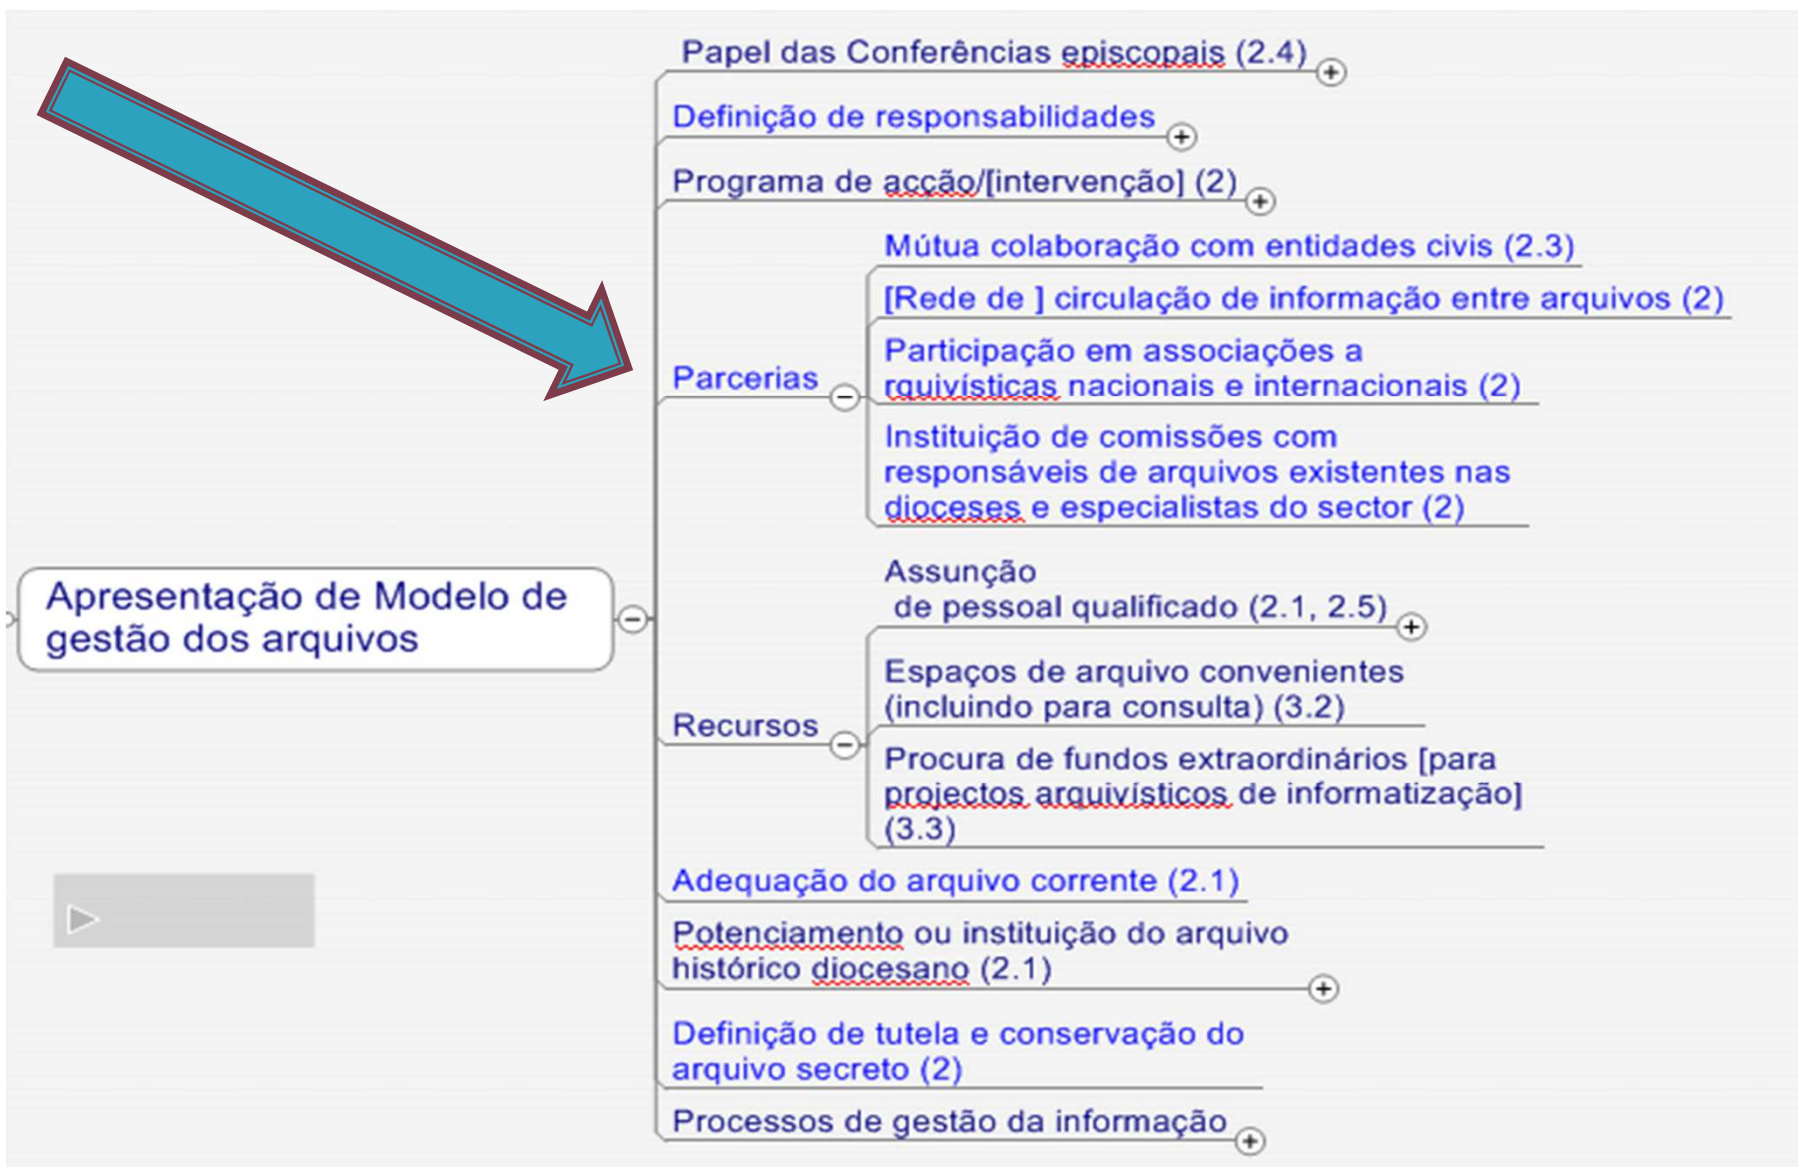 Papel das Conferências episcopais (2.4)
Definição de responsabilidades
Programa de acção/[intervenção] (2)
Mútua colaboração com entidades civis (2.3)
[Rede de ] circulação de informação entre arquivos (2)
Participação em associações a
rquivísticas nacionais e internacionais (2)
Parcerias
Instituição de comissões com
responsáveis de arquivos existentes nas
dioceses e especialistas do sector (2)
Apresentação de Modelo de
gestão dos arquivos
Assunção
de pessoal qualificado (2.1, 2.5)
Espaços de arquivo convenientes
(incluindo para consulta) (3.2)
Recursos
Procura de fundos extraordinários [para
projectos arquivísticos de informatização]
(3.3)
Adequação do arquivo corrente (2.1)
Potenciamento ou instituição do arquivo
histórico diocesano (2.1)
Definição de tutela e conservação do
arquivo secreto (2)
Processos de gestão da informação